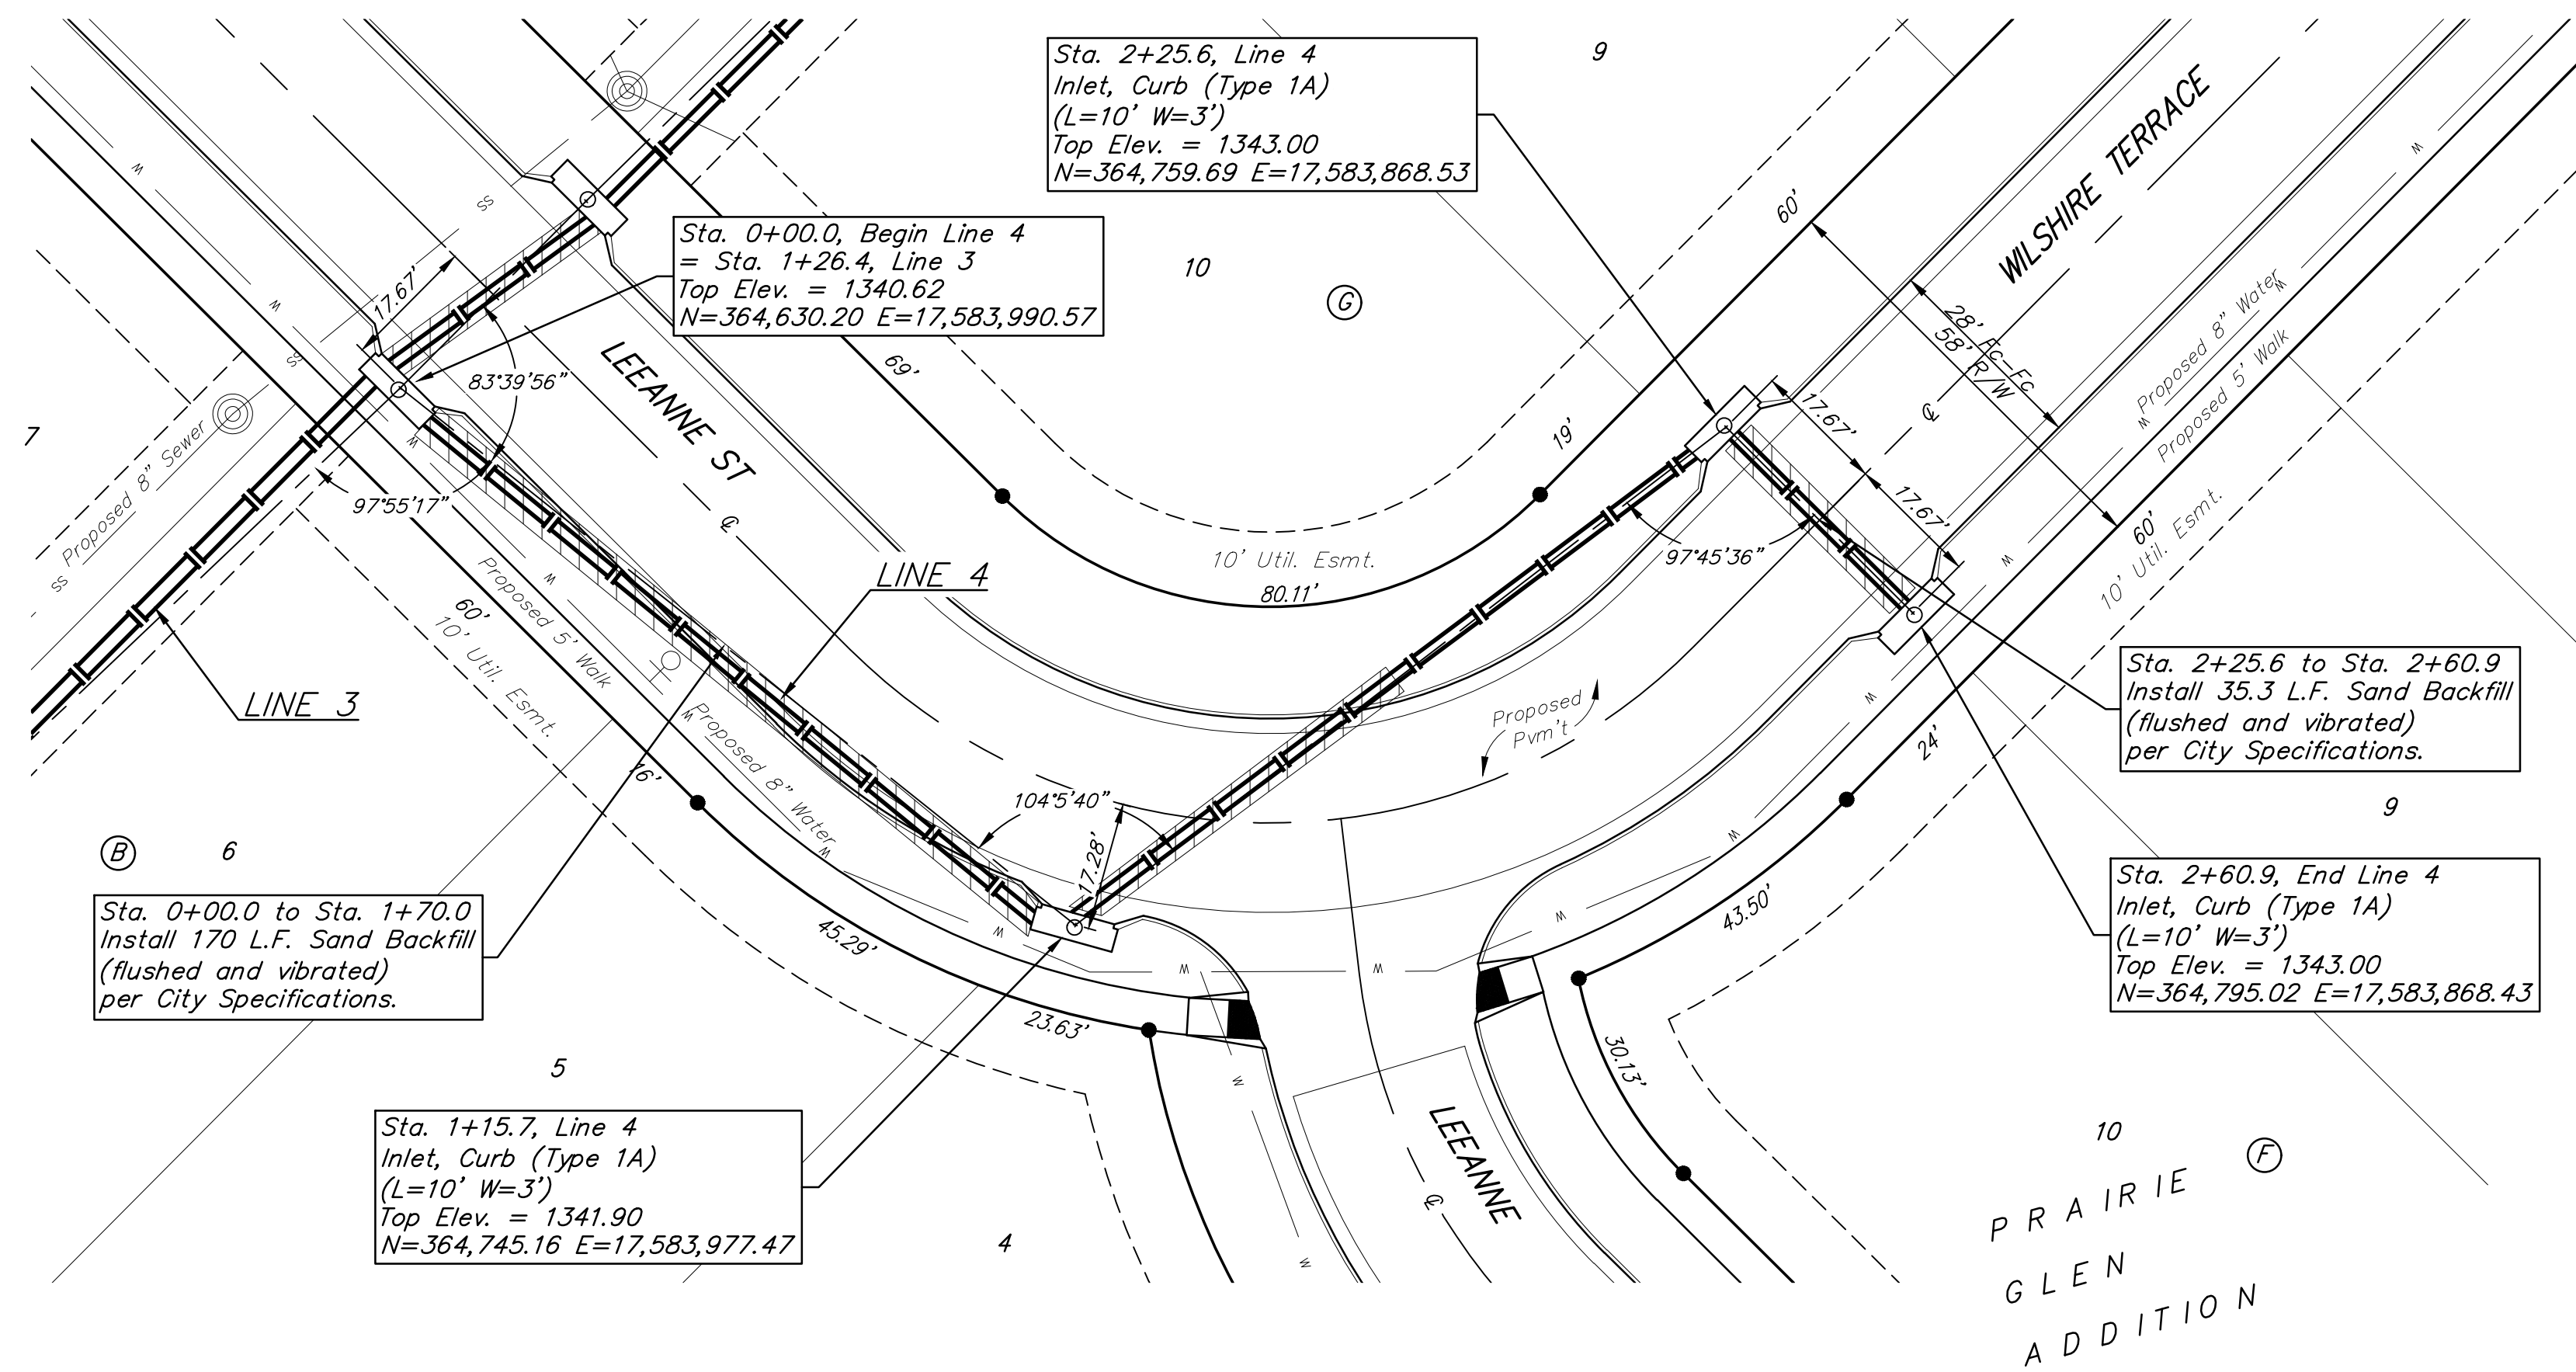 Sta. 2+25.6, Line 4
Inlet, Curb (Type 1A)
(L=10' W=3')
Top Elev. = 1343.00
N=364,759.69 E=17,583,868.53
9
60'
WILSHIRE TERRACE
W
SS
Sta. 0+00.0, Begin Line 4
= Sta. 1+26.4, Line 3
Top Elev. = 1340.62
N=364,630.20 E=17,583,990.57
10
G
17.67'
W
SS
83°39'56"
LEEANNE ST
69'
19'
28' Fc-Fc
58' R/W
W
Proposed 8" Water
W
Proposed 5' Walk
W
7
Proposed 8" Sewer
SS
W
97°55'17"
℄
17.67'
℄
17.67'
97°45'36"
10' Util. Esmt.
80.11'
60'
10' Util. Esmt.
W
LINE 4
W
Proposed 5' Walk
60'
10' Util. Esmt.
LINE 3
W
Proposed 8" Water
W
16'
Proposed
Pvm't
W
24'
W
Sta. 2+25.6 to Sta. 2+60.9
Install 35.3 L.F. Sand Backfill
(flushed and vibrated)
per City Specifications.
9
104°5'40"
17.28'
B
6
Sta. 0+00.0 to Sta. 1+70.0
Install 170 L.F. Sand Backfill
(flushed and vibrated)
per City Specifications.
45.29'
W
W
W
W
43.50'
Sta. 2+60.9, End Line 4
Inlet, Curb (Type 1A)
(L=10' W=3')
Top Elev. = 1343.00
N=364,795.02 E=17,583,868.43
23.63'
30.13'
5
W
Sta. 1+15.7, Line 4
Inlet, Curb (Type 1A)
(L=10' W=3')
Top Elev. = 1341.90
N=364,745.16 E=17,583,977.47
LEEANNE
℄
W
4
10
F
PRAIRIE
GLEN
ADDITION